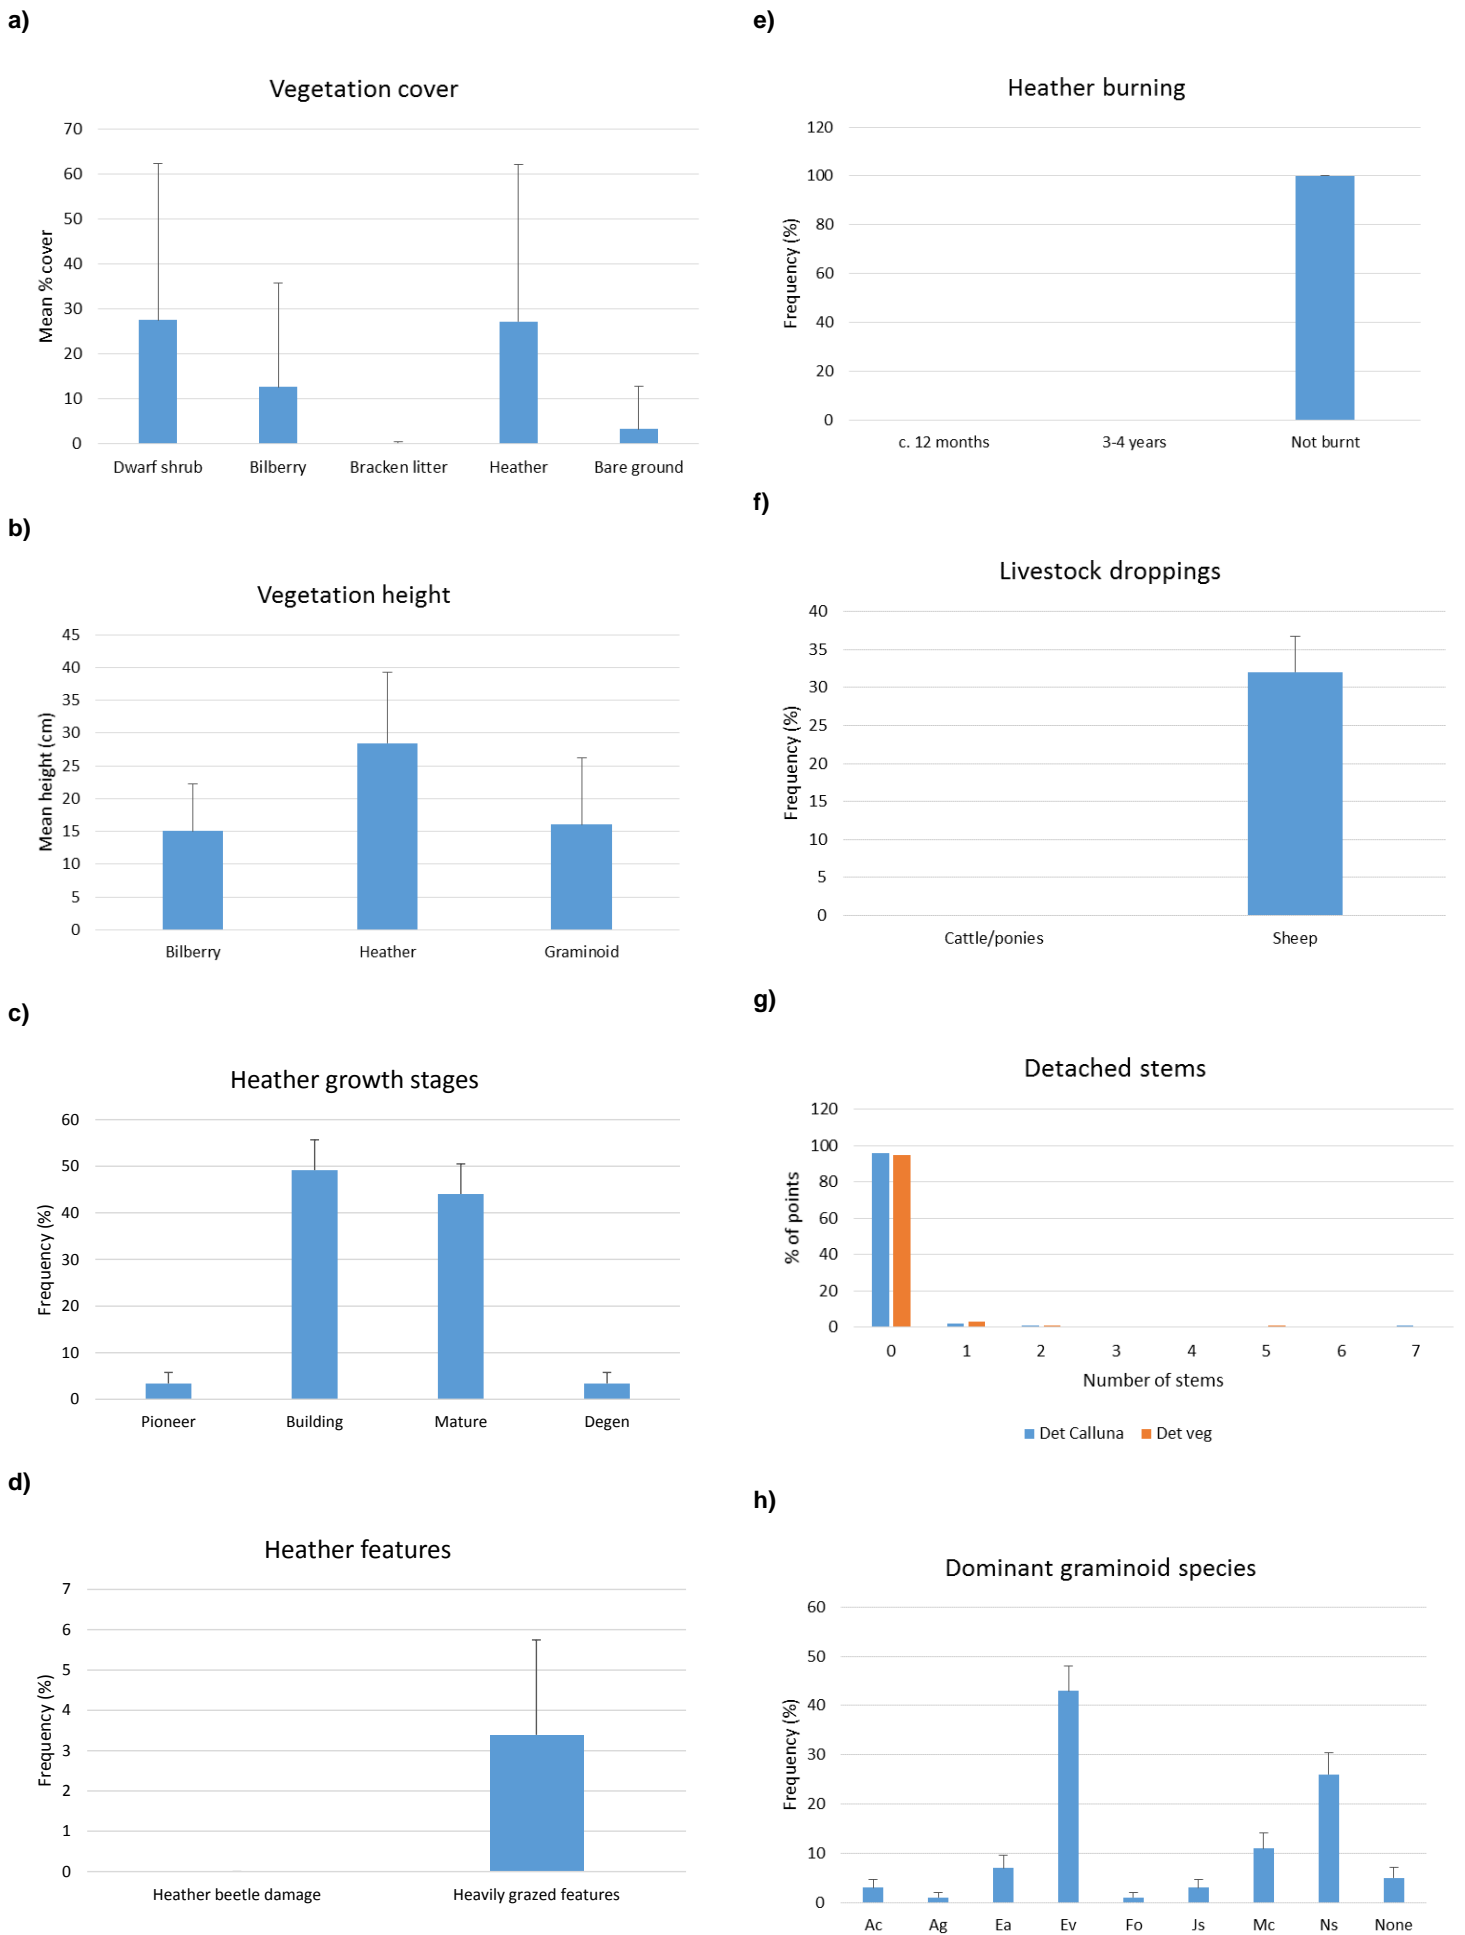 a)
Vegetation cover
70
60
50
40
30
20
10
0
Mean % cover
Dwarf shrub Bilberry Bracken litter Heather Bare ground
b)
Vegetation height
45
40
35
30
25
20
15
10
5
0
Mean height (cm)
Bilberry Heather Graminoid
c)
Heather growth stages
60
50
40
30
20
10
0
Frequency (%)
Pioneer Building Mature Degen
d)
Heather features
7
6
5
4
3
2
1
0
Frequency (%)
Heather beetle damage Heavily grazed features
e)
Heather burning
120
100
80
60
40
20
0
Frequency (%)
c. 12 months 3-4 years Not burnt
f)
Livestock droppings
40
35
30
25
20
15
10
5
0
Frequency (%)
Cattle/ponies Sheep
g)
Detached stems
120
100
80
60
40
20
0
% of points
0 1 2 3 4 5 6 7
Number of stems
Det Calluna Det veg
h)
Dominant graminoid species
60
50
40
30
20
10
0
Frequency (%)
Ac Ag Ea Ev Fo Js Mc Ns None